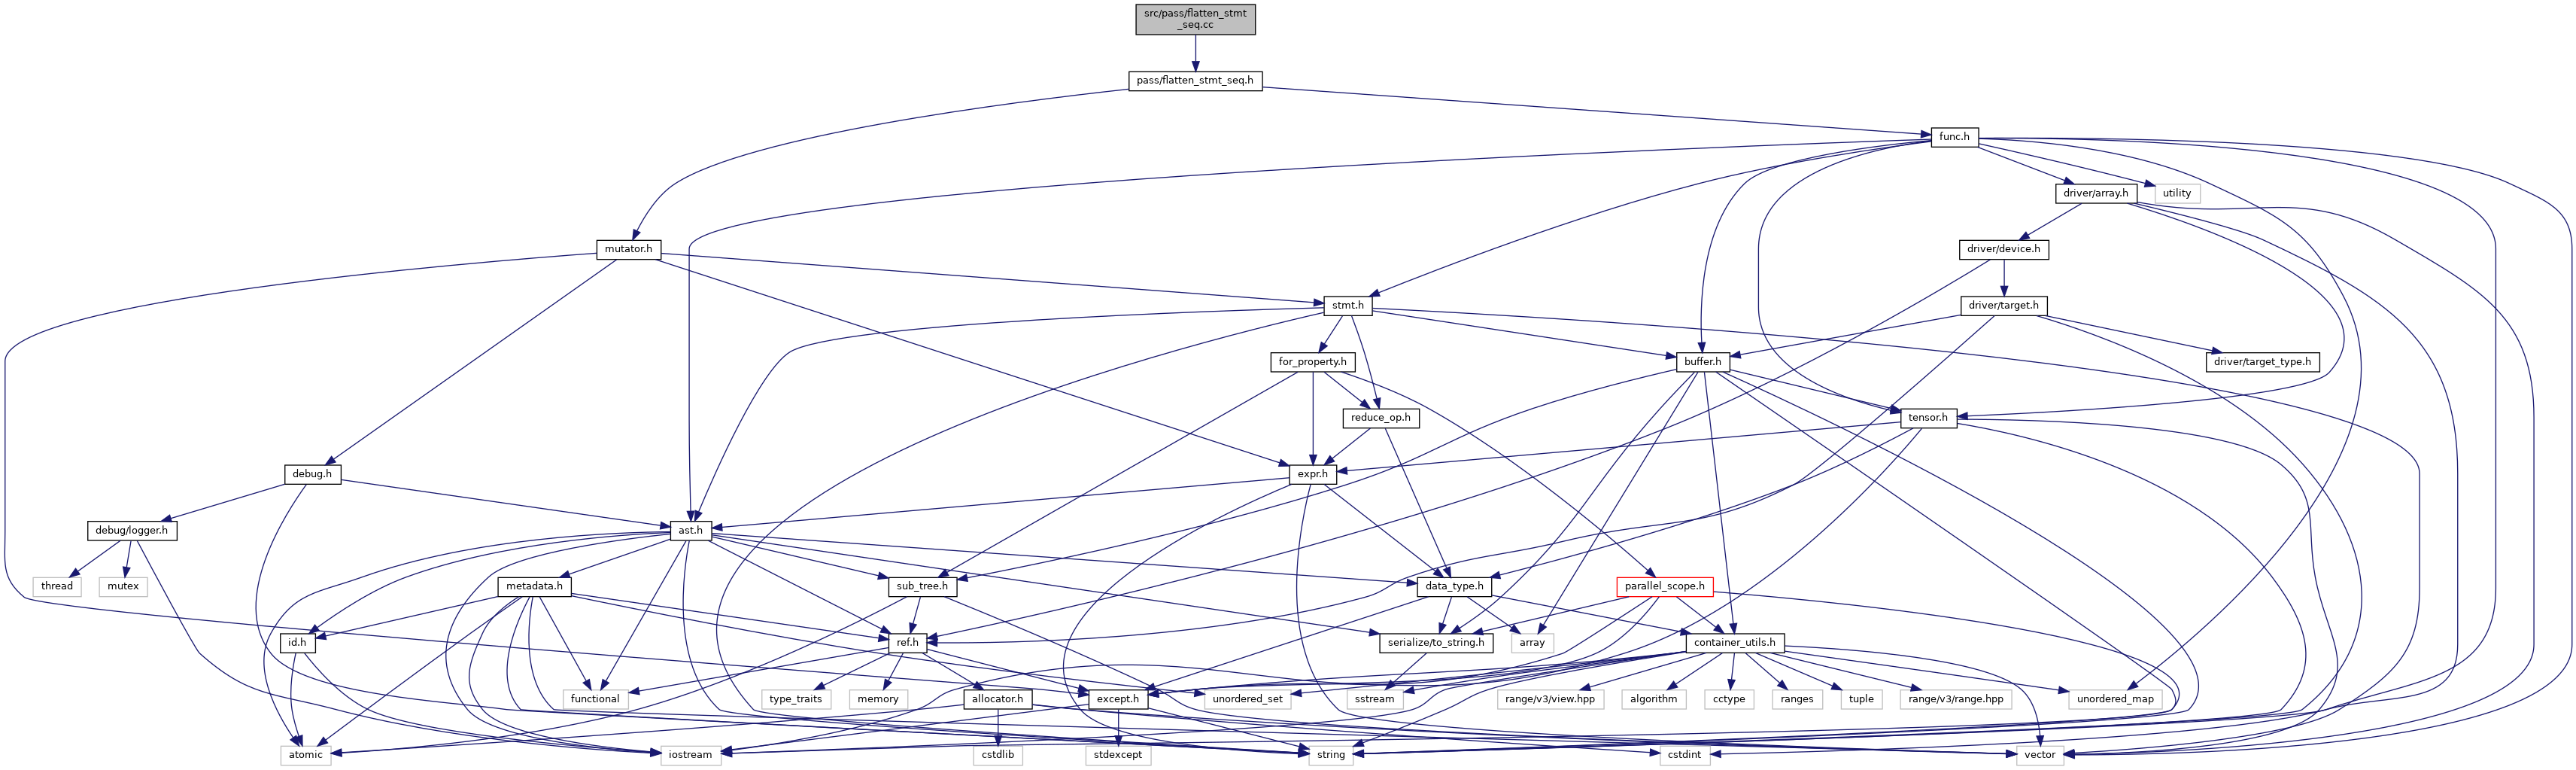 src/pass/flatten_stmt
_seq.cc
pass/flatten_stmt_seq.h
func.h
driver/array.h
utility
mutator.h
driver/device.h
stmt.h
driver/target.h
for_property.h
buffer.h
driver/target_type.h
reduce_op.h
tensor.h
debug.h
expr.h
debug/logger.h
ast.h
thread
mutex
metadata.h
sub_tree.h
data_type.h
parallel_scope.h
id.h
ref.h
serialize/to_string.h
array
container_utils.h
functional
type_traits
memory
allocator.h
except.h
unordered_set
sstream
range/v3/view.hpp
algorithm
cctype
ranges
tuple
range/v3/range.hpp
unordered_map
atomic
iostream
cstdlib
stdexcept
string
cstdint
vector